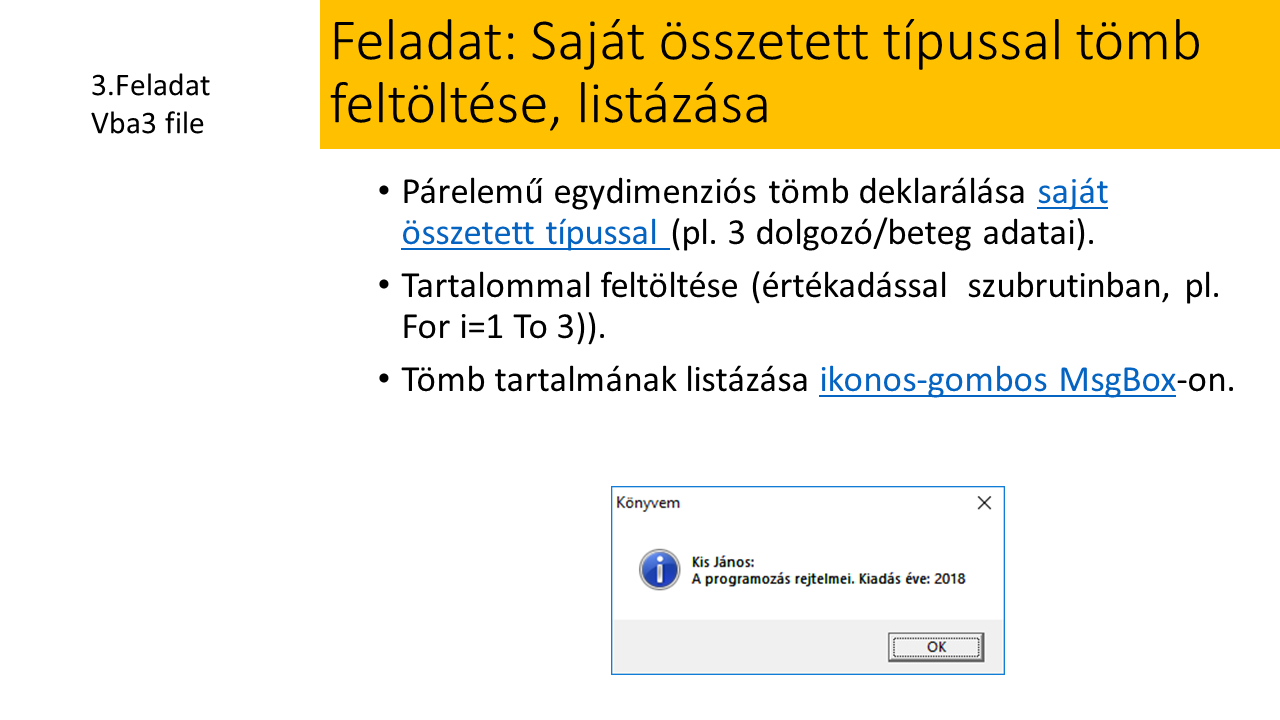 3.Feladat
Vba3 file
Feladat: Saját összetett típussal tömb
feltöltése, listázása
• Párelemű egydimenziós tömb deklarálása saját
összetett típussal (pl. 3 dolgozó/beteg adatai).
• Tartalommal feltöltése (értékadással szubrutinban, pl.
For i=1 To 3)).
• Tömb tartalmának listázása ikonos-gombos MsgBox-on.
Könyvem
Kis János:
A programozás rejtelmei. Kiadás éve: 2018
OK